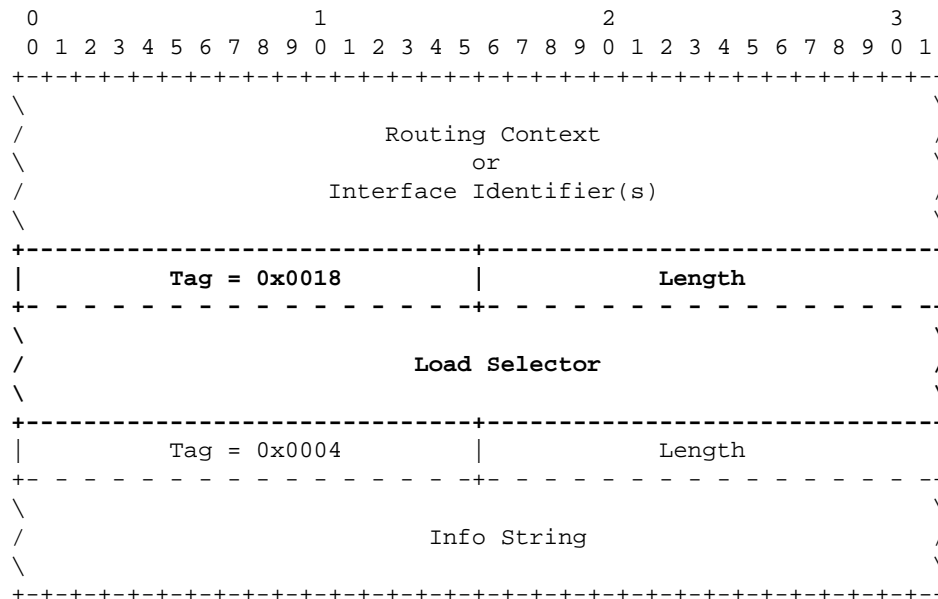 0                   1                   2                   3
 0 1 2 3 4 5 6 7 8 9 0 1 2 3 4 5 6 7 8 9 0 1 2 3 4 5 6 7 8 9 0 1
+-+-+-+-+-+-+-+-+-+-+-+-+-+-+-+-+-+-+-+-+-+-+-+-+-+-+-+-+-+-+-+--
\                                                               \
/                         Routing Context                       /
\                               or                              \
/                     Interface Identifier(s)                   /
\                                                               \
+-------------------------------+--------------------------------
|          Tag = 0x0018         |            Length
+- - - - - - - - - - - - - - - -+- - - - - - - - - - - - - - - --
\                                                               \
/                           Load Selector                       /
\                                                               \
+-------------------------------+--------------------------------
|          Tag = 0x0004         |            Length
+- - - - - - - - - - - - - - - -+- - - - - - - - - - - - - - - --
\                                                               \
/                            Info String                        /
\                                                               \
+-+-+-+-+-+-+-+-+-+-+-+-+-+-+-+-+-+-+-+-+-+-+-+-+-+-+-+-+-+-+-+--